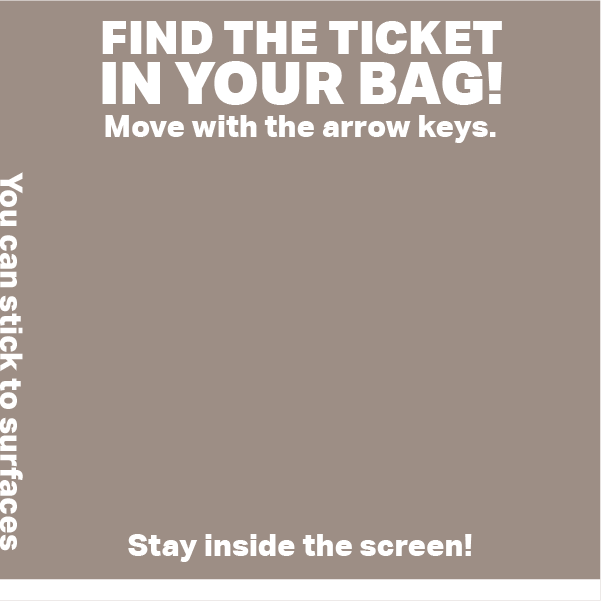 FIND THE TICKET
IN YOUR BAG!
Move with the arrow keys.
You can stick to surfaces
Stay inside the screen!